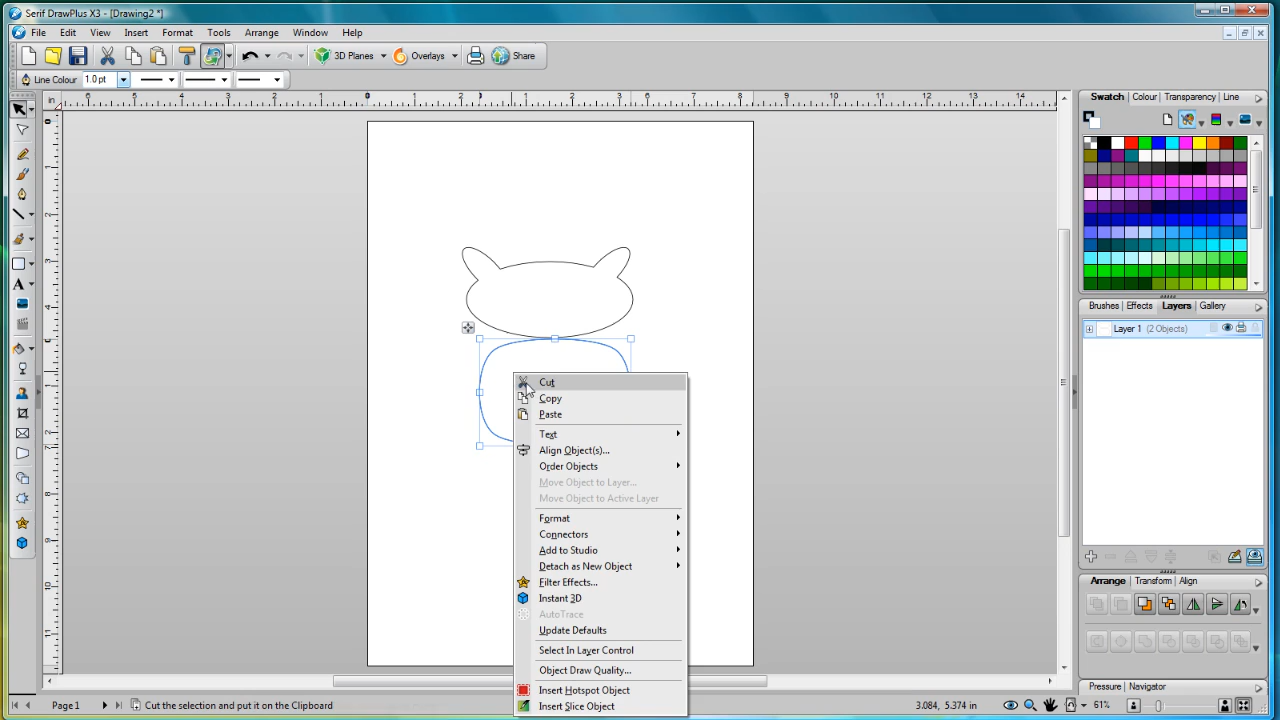 Serif DrawPlus X3 - [Drawing2 *]
File Edit View Insert Format Tools Arrange Window Help
3D Planes Overlays Share
Line Colour 1.0 pt
in
Swatch Colour Transparency Line
Brushes Effects Layers Gallery
Layer 1 (2 Objects)
Cut
Copy
Paste
Text
Align Object(s)...
Order Objects
Move Object to Layer...
Move Object to Active Layer
Format
Connectors
Add to Studio
Detach as New Object
Filter Effects...
Instant 3D
AutoTrace
Update Defaults
Select In Layer Control
Object Draw Quality...
Insert Hotspot Object
Insert Slice Object
Arrange Transform Align
Pressure Navigator
Page 1 Cut the selection and put it on the Clipboard 3.084, 5.374 in 61%